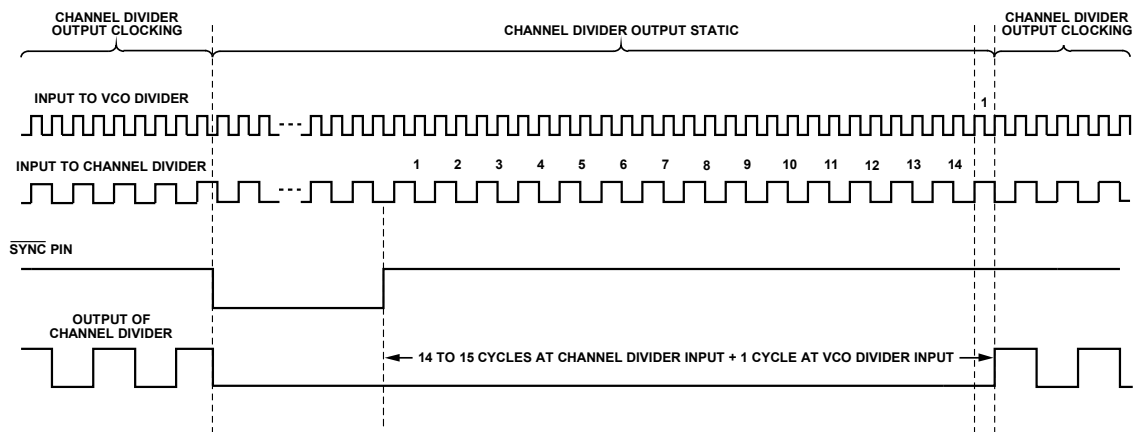 CHANNEL DIVIDER
OUTPUT CLOCKING
CHANNEL DIVIDER OUTPUT STATIC
CHANNEL DIVIDER
OUTPUT CLOCKING
INPUT TO VCO DIVIDER
1
INPUT TO CHANNEL DIVIDER
1 2 3 4 5 6 7 8 9 10 11 12 13 14
SYNC PIN
OUTPUT OF
CHANNEL DIVIDER
14 TO 15 CYCLES AT CHANNEL DIVIDER INPUT + 1 CYCLE AT VCO DIVIDER INPUT